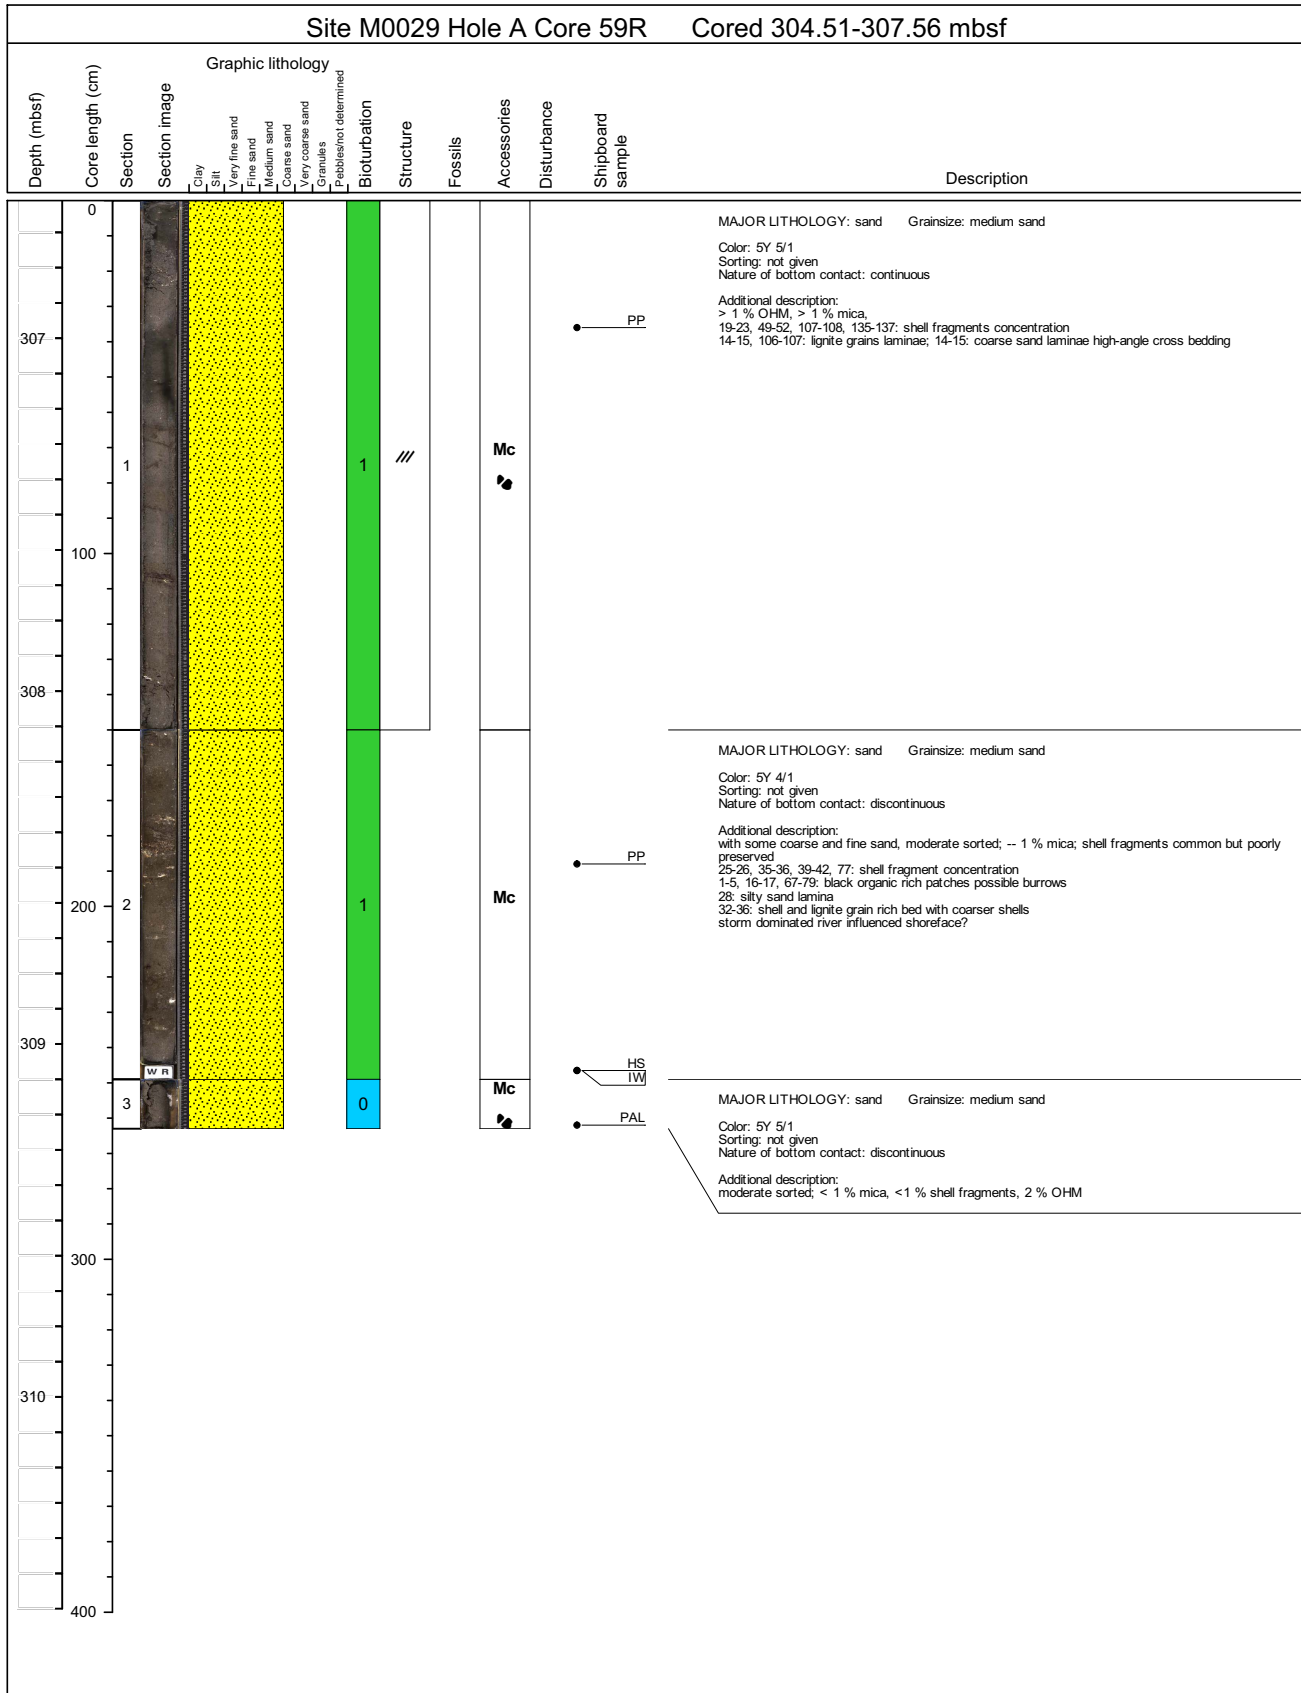 Site M0029 Hole A Core 59R Cored 304.51-307.56 mbsf
Depth (mbsf)
Core length (cm)
Section
Section image
Graphic lithology
Clay
Silt
Very fine sand
Fine sand
Medium sand
Coarse sand
Very coarse sand
Granules
Pebbles/not determined
Bioturbation
Structure
Fossils
Accessories
Disturbance
Shipboard
sample
Description
0
MAJOR LITHOLOGY: sand Grainsize: medium sand
Color: 5Y 5/1
Sorting: not given
Nature of bottom contact: continuous
Additional description:
> 1 % OHM, > 1 % mica,
19-23, 49-52, 107-108, 135-137: shell fragments concentration
14-15, 106-107: lignite grains laminae; 14-15: coarse sand laminae high-angle cross bedding
PP
307
1
1
Mc
100
308
MAJOR LITHOLOGY: sand Grainsize: medium sand
Color: 5Y 4/1
Sorting: not given
Nature of bottom contact: discontinuous
Additional description:
with some coarse and fine sand, moderate sorted; -- 1 % mica; shell fragments common but poorly
preserved
25-26, 35-36, 39-42, 77: shell fragment concentration
1-5, 16-17, 67-79: black organic rich patches possible burrows
28: silty sand lamina
32-36: shell and lignite grain rich bed with coarser shells
storm dominated river influenced shoreface?
PP
200
2
1
Mc
309
W R
HS
IW
3
0
Mc
PAL
MAJOR LITHOLOGY: sand Grainsize: medium sand
Color: 5Y 5/1
Sorting: not given
Nature of bottom contact: discontinuous
Additional description:
moderate sorted; < 1 % mica, <1 % shell fragments, 2 % OHM
300
310
400